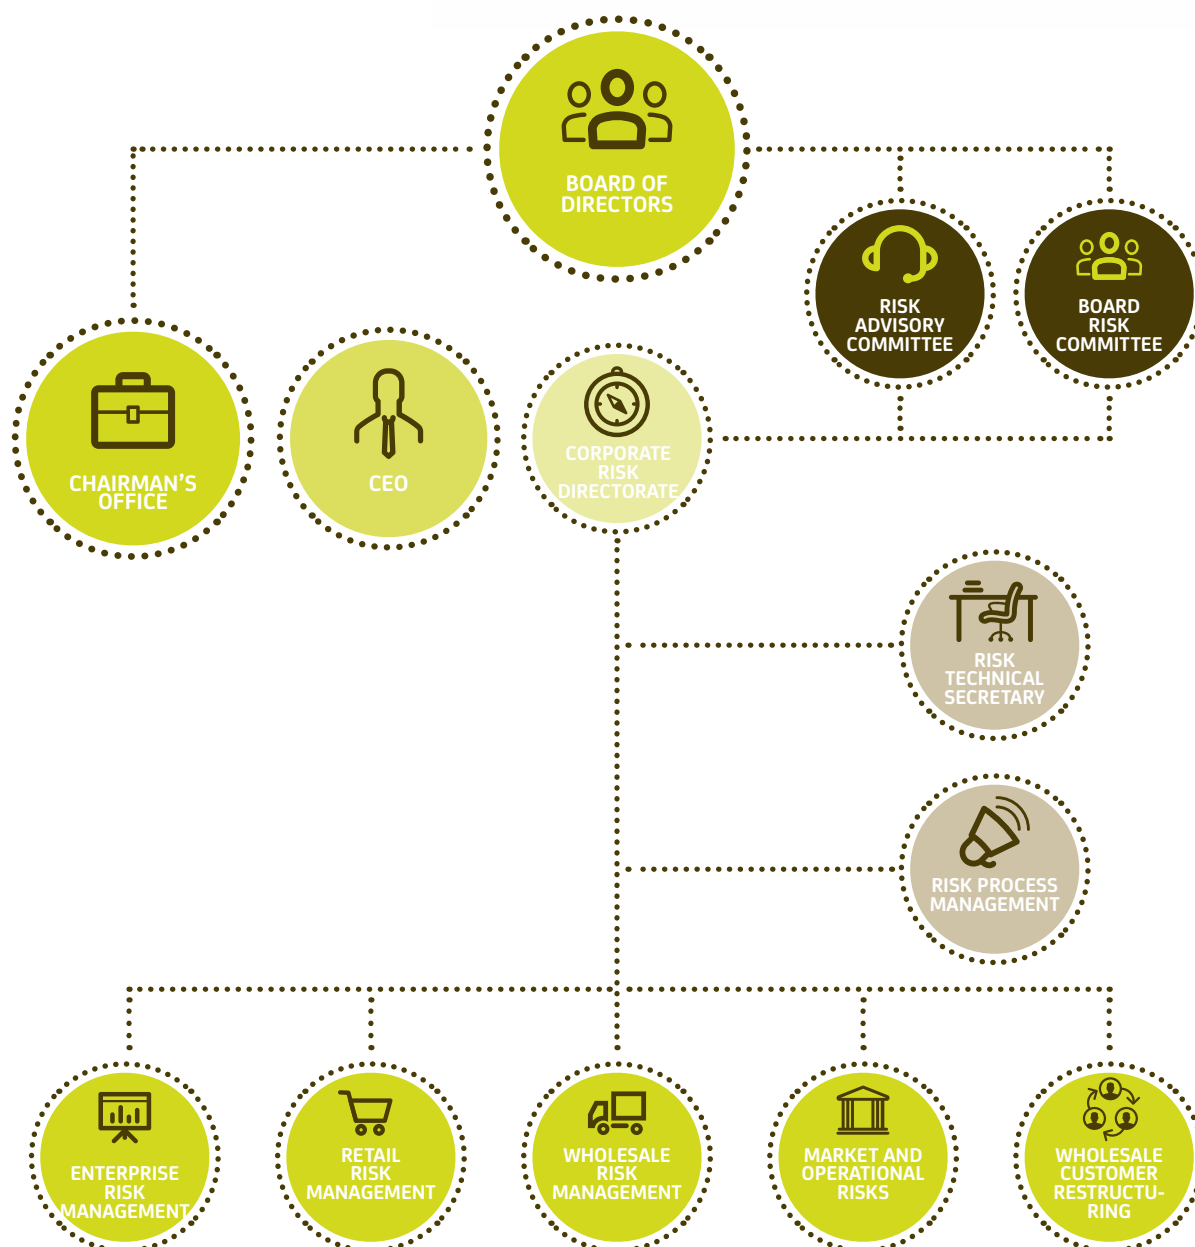 BOARD OF
DIRECTORS
RISK
ADVISORY
COMMITTEE
BOARD
RISK
COMMITTEE
CHAIRMAN'S
OFFICE
CEO
CORPORATE
RISK
DIRECTORATE
RISK
TECHNICAL
SECRETARY
RISK PROCESS
MANAGEMENT
ENTERPRISE
RISK
MANAGEMENT
RETAIL
RISK
MANAGEMENT
WHOLESALE
RISK
MANAGEMENT
MARKET AND
OPERATIONAL
RISKS
WHOLESALE
CUSTOMER
RESTRUCTU-
RING